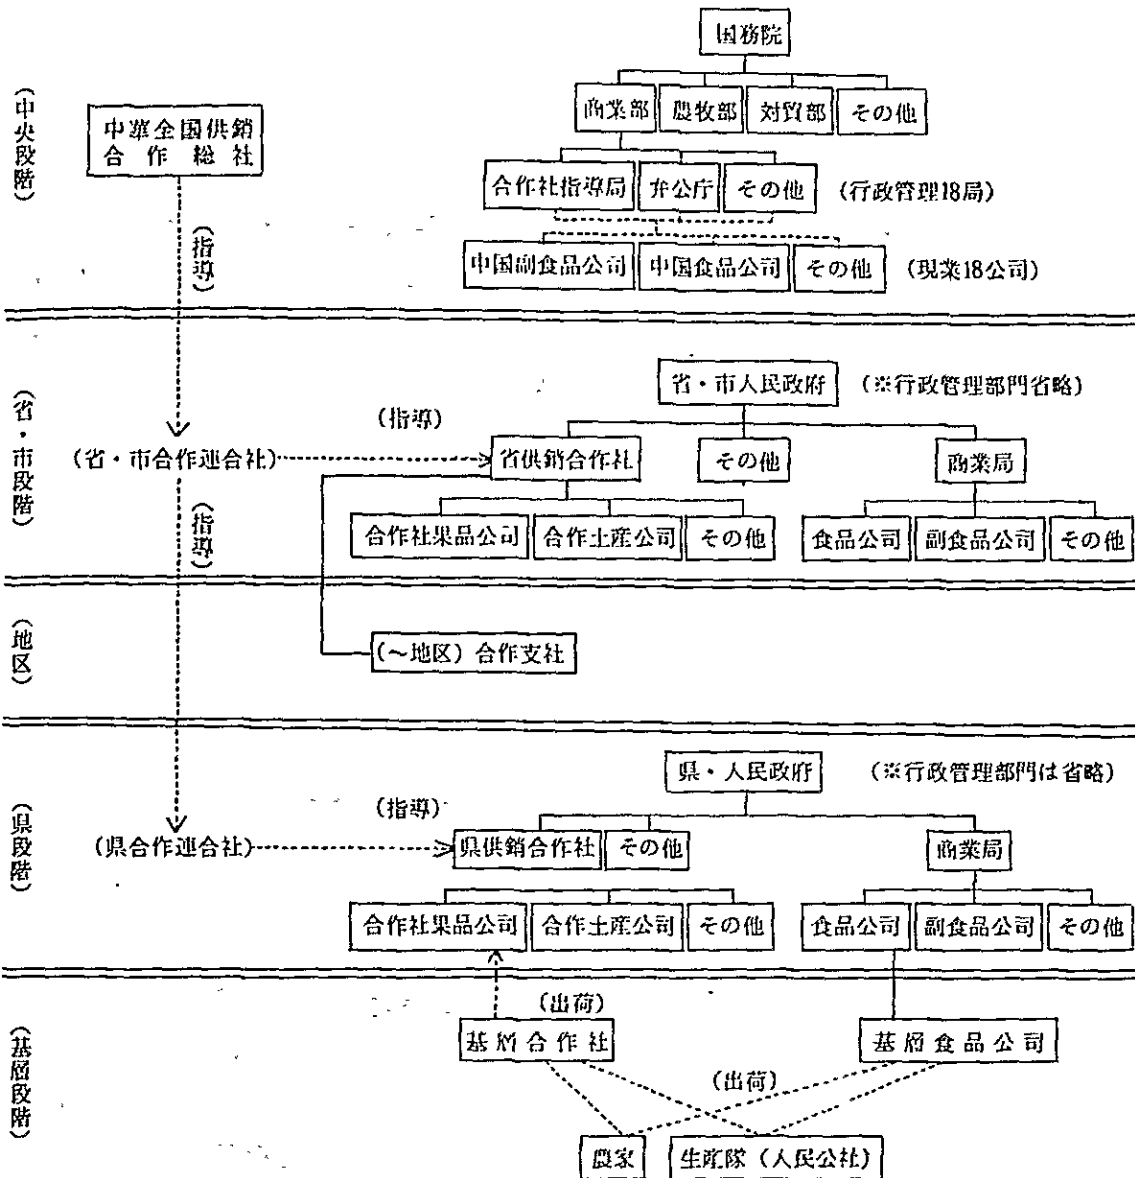 国務院
(中央段階)
中華全国供銷
合作総社
商業部 農牧部 対貿部 その他
合作社指導局 弁公庁 その他 (行政管理18局)
(指導)
中国副食品公司 中国食品公司 その他 (現業18公司)
(省・市段階)
省・市人民政府 (※行政管理部門省略)
(指導)
(省・市合作連合社) 省供銷合作社 その他 商業局
(指導)
合作社果品公司 合作土産公司 その他 食品公司 副食品公司 その他
(地区)
(〜地区)合作支社
県・人民政府 (※行政管理部門は省略)
(県段階)
(指導)
(県合作連合社) 県供銷合作社 その他 商業局
合作社果品公司 合作土産公司 その他 食品公司 副食品公司 その他
(出荷)
(基層段階)
基層合作社 基層食品公司
(出荷)
農家 生産隊(人民公社)